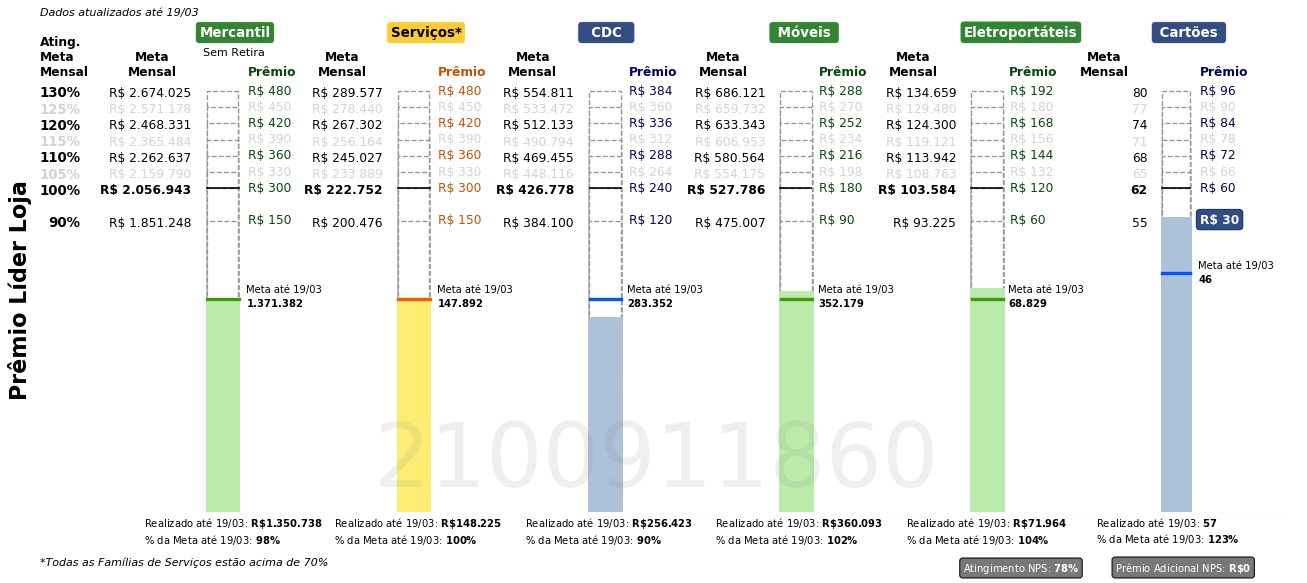 Dados atualizados até 19/03
Mercantil Serviços* CDC Móveis Eletroportáteis Cartões
Sem Retira
Ating. Meta Mensal Meta Mensal Prêmio Meta Mensal Prêmio Meta Mensal Prêmio Meta Mensal Prêmio Meta Mensal Prêmio Meta Mensal Prêmio
130% R$ 2.674.025 R$ 480 R$ 289.577 R$ 480 R$ 554.811 R$ 384 R$ 686.121 R$ 288 R$ 134.659 R$ 192 80 R$ 96
125% R$ 2.571.178 R$ 450 R$ 278.440 R$ 450 R$ 533.472 R$ 360 R$ 659.732 R$ 270 R$ 129.480 R$ 180 77 R$ 90
120% R$ 2.468.331 R$ 420 R$ 267.302 R$ 420 R$ 512.133 R$ 336 R$ 633.343 R$ 252 R$ 124.300 R$ 168 74 R$ 84
115% R$ 2.365.484 R$ 390 R$ 256.164 R$ 390 R$ 490.794 R$ 312 R$ 606.953 R$ 234 R$ 119.121 R$ 156 71 R$ 78
110% R$ 2.262.637 R$ 360 R$ 245.027 R$ 360 R$ 469.455 R$ 288 R$ 580.564 R$ 216 R$ 113.942 R$ 144 68 R$ 72
105% R$ 2.159.790 R$ 330 R$ 233.889 R$ 330 R$ 448.116 R$ 264 R$ 554.175 R$ 198 R$ 108.763 R$ 132 65 R$ 66
100% R$ 2.056.943 R$ 300 R$ 222.752 R$ 300 R$ 426.778 R$ 240 R$ 527.786 R$ 180 R$ 103.584 R$ 120 62 R$ 60
90% R$ 1.851.248 R$ 150 R$ 200.476 R$ 150 R$ 384.100 R$ 120 R$ 475.007 R$ 90 R$ 93.225 R$ 60 55 R$ 30
Prêmio Líder Loja
Meta até 19/03 Meta até 19/03 Meta até 19/03 Meta até 19/03 Meta até 19/03 Meta até 19/03
1.371.382 147.892 283.352 352.179 68.829 46
2100911860
Realizado até 19/03: R$1.350.738 Realizado até 19/03: R$148.225 Realizado até 19/03: R$256.423 Realizado até 19/03: R$360.093 Realizado até 19/03: R$71.964 Realizado até 19/03: 57
% da Meta até 19/03: 98% % da Meta até 19/03: 100% % da Meta até 19/03: 90% % da Meta até 19/03: 102% % da Meta até 19/03: 104% % da Meta até 19/03: 123%
*Todas as Famílias de Serviços estão acima de 70% Atingimento NPS: 78% Prêmio Adicional NPS: R$0